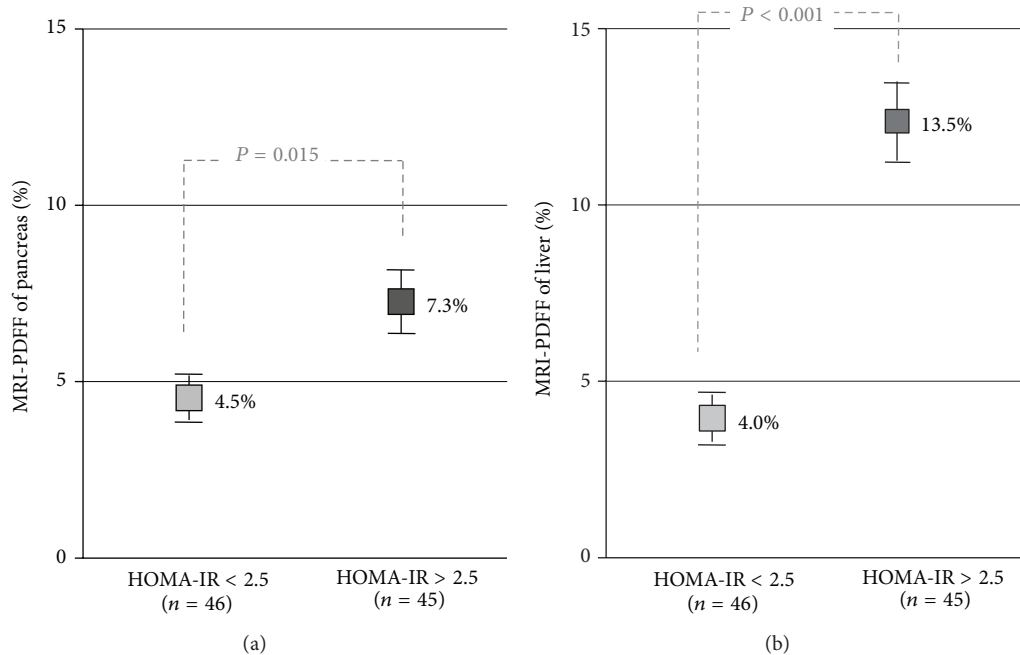 15
10
5
0
MRI-PDFF of pancreas (%)
P = 0.015
4.5%
7.3%
HOMA-IR < 2.5
(n = 46)
HOMA-IR > 2.5
(n = 45)
(a)
15
10
5
0
MRI-PDFF of liver (%)
P < 0.001
4.0%
13.5%
HOMA-IR < 2.5
(n = 46)
HOMA-IR > 2.5
(n = 45)
(b)